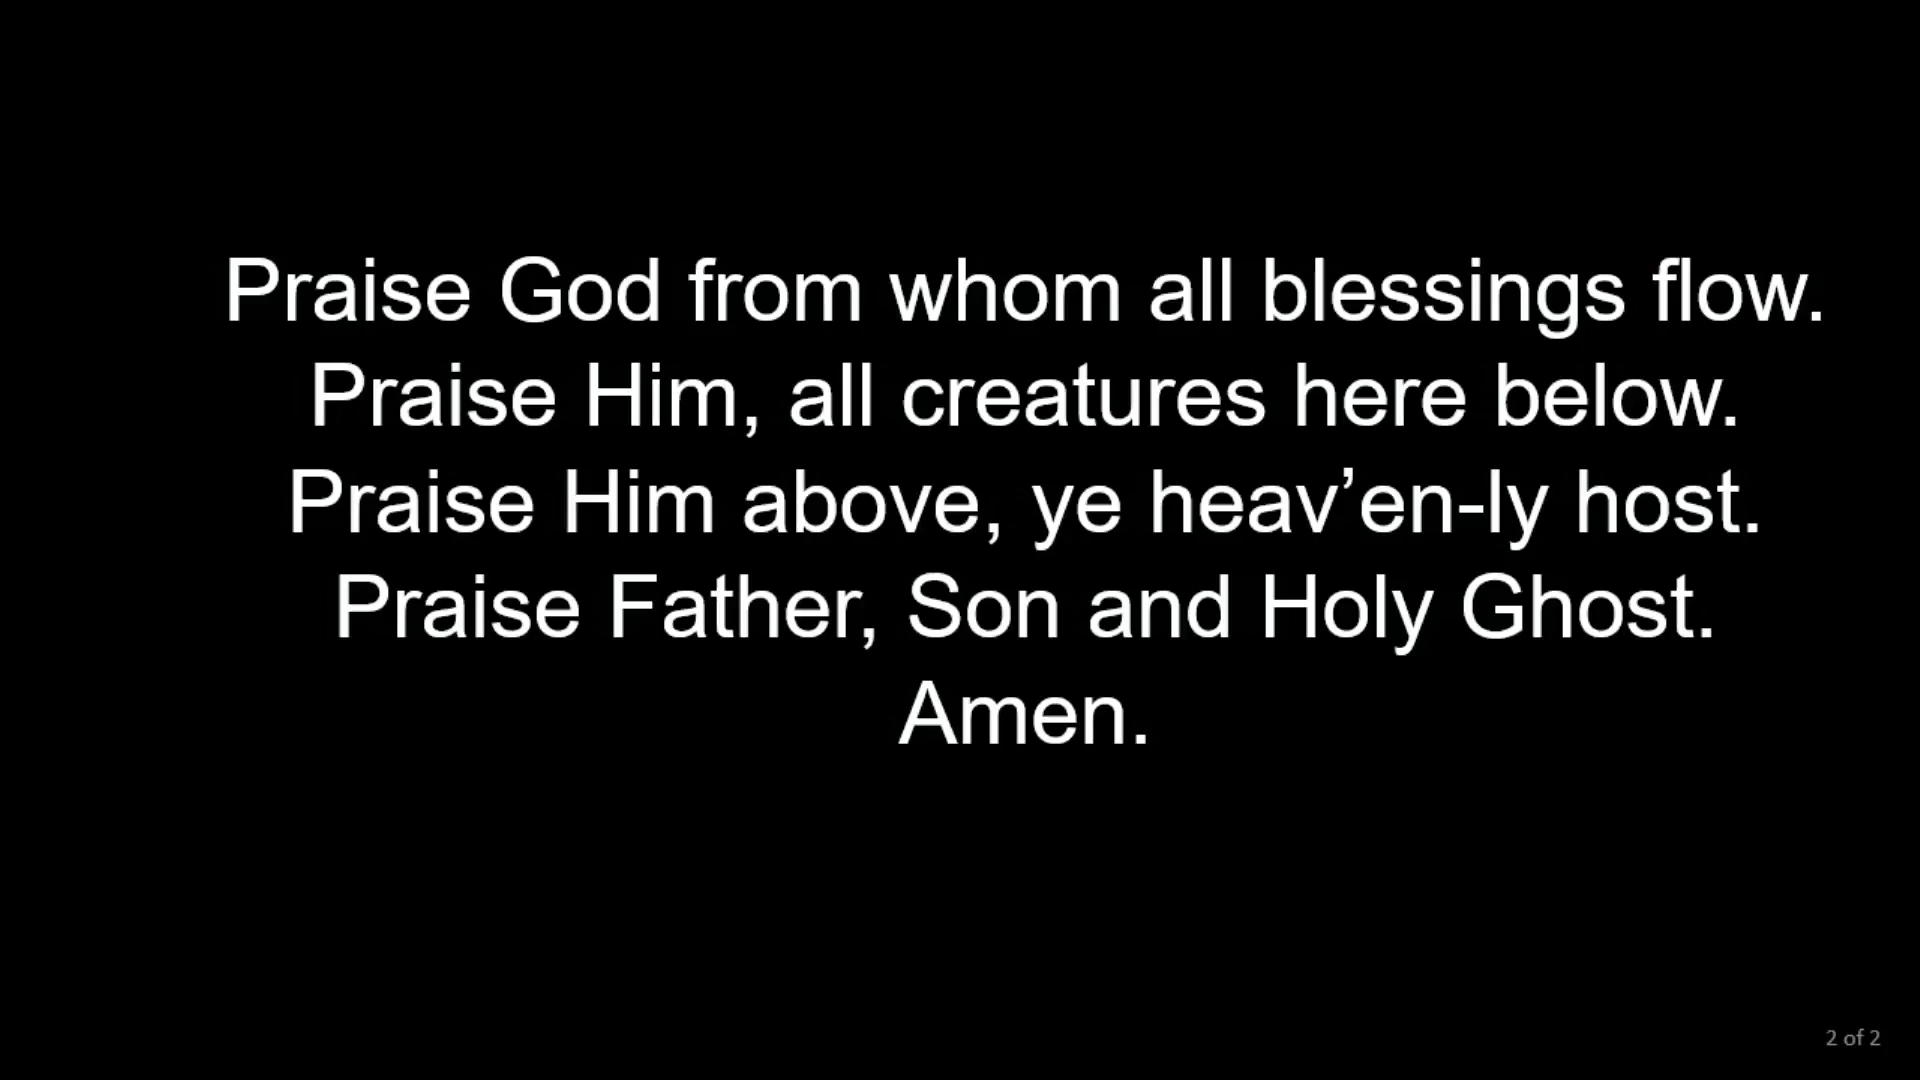 Praise God from whom all blessings flow.
Praise Him, all creatures here below.
Praise Him above, ye heav’en-ly host.
Praise Father, Son and Holy Ghost.
Amen.
2 of 2